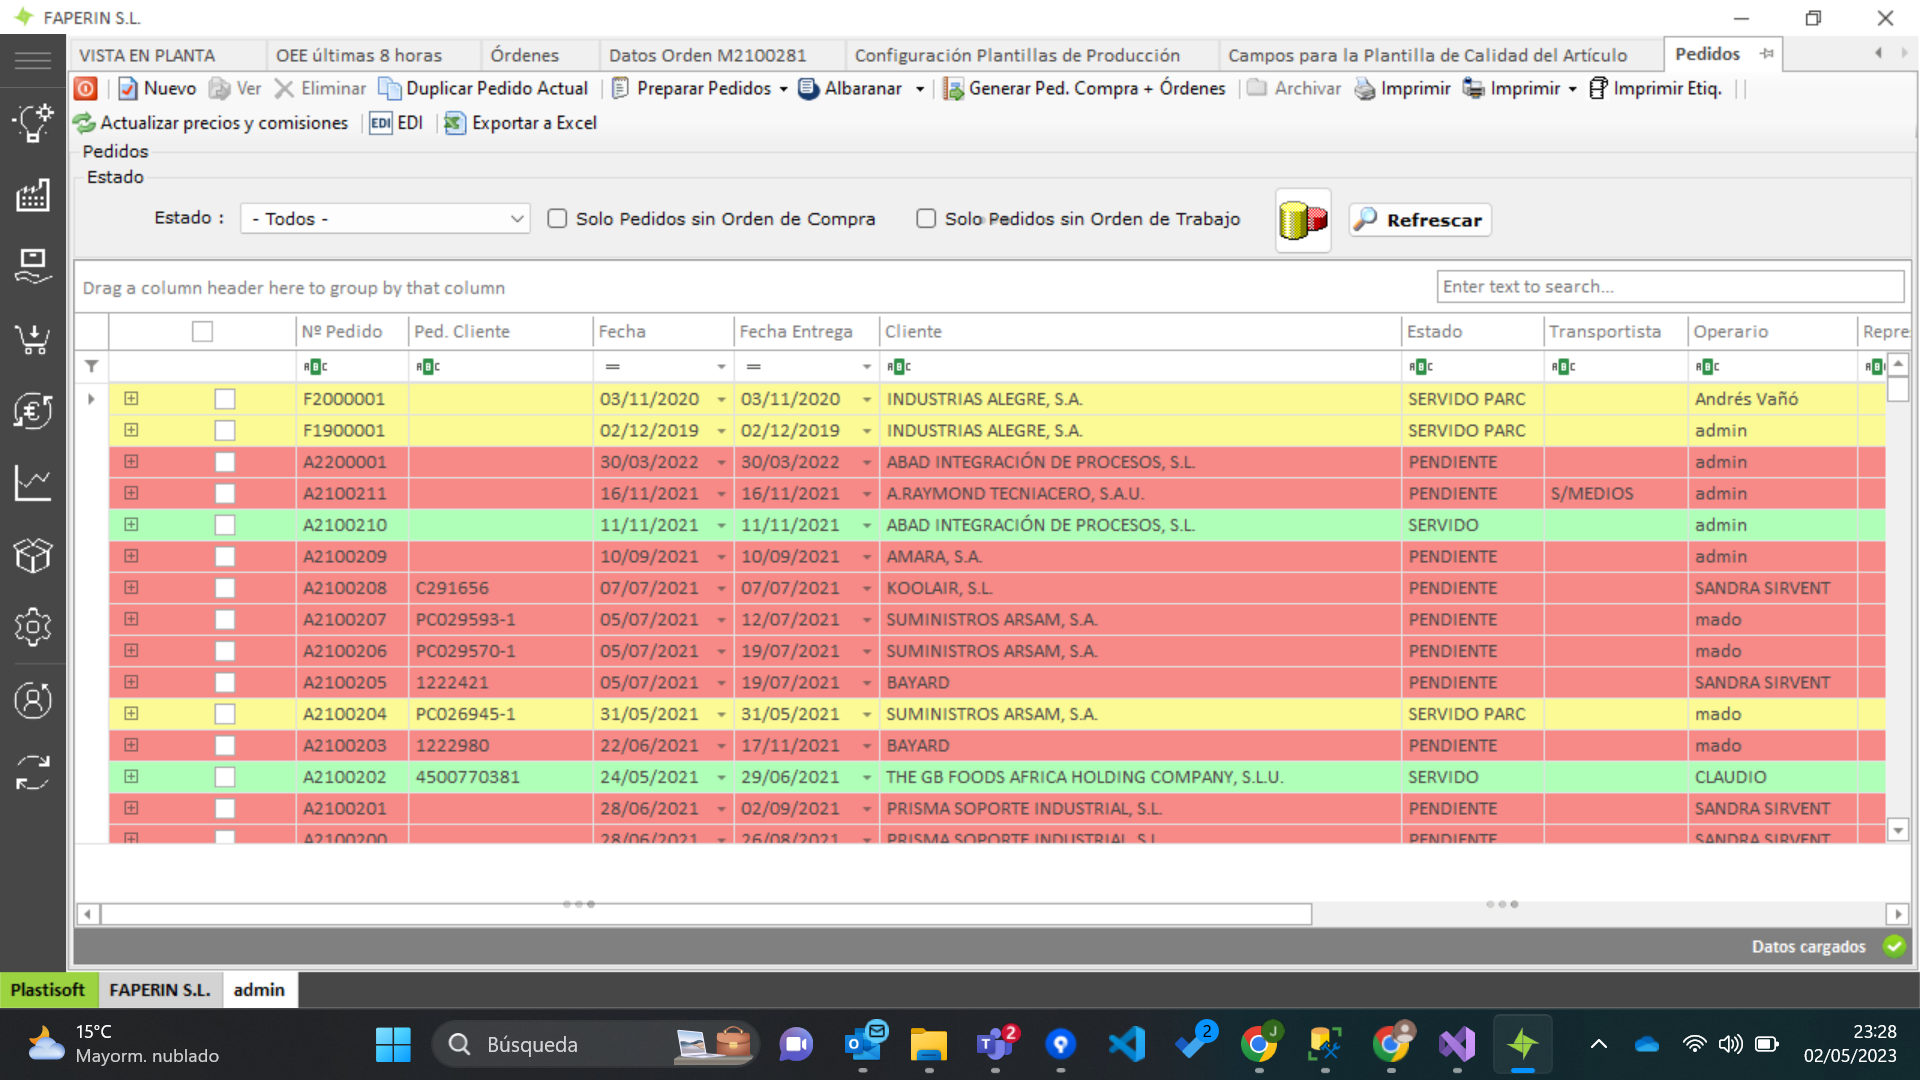 FAPERIN S.L.
VISTA EN PLANTA OEE últimas 8 horas Órdenes Datos Orden M2100281 Configuración Plantillas de Producción Campos para la Plantilla de Calidad del Artículo Pedidos
Nuevo Ver Eliminar Duplicar Pedido Actual Preparar Pedidos Albaranar Generar Ped. Compra + Órdenes Archivar Imprimir Imprimir Imprimir Etiq.
Actualizar precios y comisiones EDI EDI Exportar a Excel
Pedidos
Estado
Estado : - Todos - Solo Pedidos sin Orden de Compra Solo Pedidos sin Orden de Trabajo Refrescar
Drag a column header here to group by that column Enter text to search...
Nº Pedido Ped. Cliente Fecha Fecha Entrega Cliente Estado Transportista Operario Repre
ABC ABC = = ABC ABC ABC ABC AB
F2000001 03/11/2020 03/11/2020 INDUSTRIAS ALEGRE, S.A. SERVIDO PARC Andrés Vañó
F1900001 02/12/2019 02/12/2019 INDUSTRIAS ALEGRE, S.A. SERVIDO PARC admin
A2200001 30/03/2022 30/03/2022 ABAD INTEGRACIÓN DE PROCESOS, S.L. PENDIENTE admin
A2100211 16/11/2021 16/11/2021 A.RAYMOND TECNIACERO, S.A.U. PENDIENTE S/MEDIOS admin
A2100210 11/11/2021 11/11/2021 ABAD INTEGRACIÓN DE PROCESOS, S.L. SERVIDO admin
A2100209 10/09/2021 10/09/2021 AMARA, S.A. PENDIENTE admin
A2100208 C291656 07/07/2021 07/07/2021 KOOLAIR, S.L. PENDIENTE SANDRA SIRVENT
A2100207 PC029593-1 05/07/2021 12/07/2021 SUMINISTROS ARSAM, S.A. PENDIENTE mado
A2100206 PC029570-1 05/07/2021 19/07/2021 SUMINISTROS ARSAM, S.A. PENDIENTE mado
A2100205 1222421 05/07/2021 19/07/2021 BAYARD PENDIENTE SANDRA SIRVENT
A2100204 PC026945-1 31/05/2021 31/05/2021 SUMINISTROS ARSAM, S.A. SERVIDO PARC mado
A2100203 1222980 22/06/2021 17/11/2021 BAYARD PENDIENTE mado
A2100202 4500770381 24/05/2021 29/06/2021 THE GB FOODS AFRICA HOLDING COMPANY, S.L.U. SERVIDO CLAUDIO
A2100201 28/06/2021 02/09/2021 PRISMA SOPORTE INDUSTRIAL, S.L. PENDIENTE SANDRA SIRVENT
A2100200 28/06/2021 26/08/2021 PRISMA SOPORTE INDUSTRIAL, S.L. PENDIENTE SANDRA SIRVENT
Datos cargados
Plastisoft FAPERIN S.L. admin
15°C
Mayorm. nublado
Búsqueda
2
2
J
23:28
02/05/2023